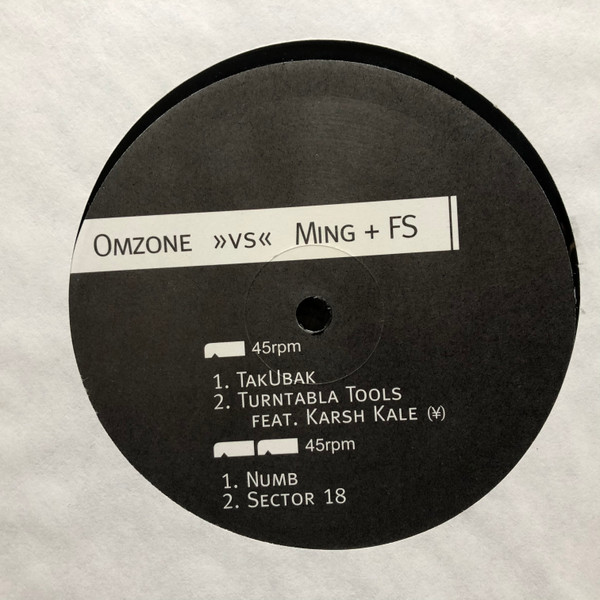 Omzone »vs« Ming + FS
45rpm
1. TakUbak
2. Turntabla Tools
feat. Karsh Kale (¥)
45rpm
1. Numb
2. Sector 18